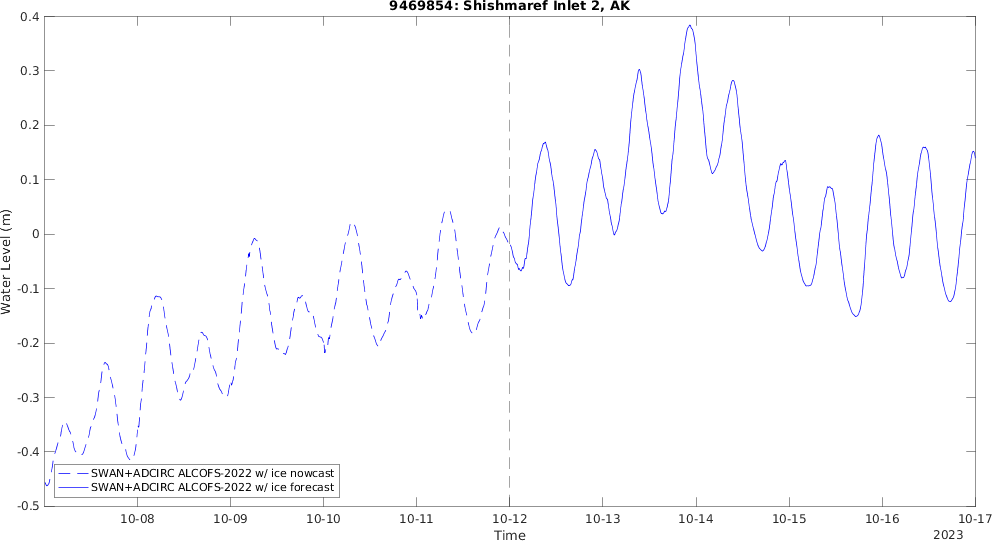 9469854: Shishmaref Inlet 2, AK
Water Level (m)
0.4
0.3
0.2
0.1
0
-0.1
-0.2
-0.3
-0.4
-0.5
SWAN+ADCIRC ALCOFS-2022 w/ ice nowcast
SWAN+ADCIRC ALCOFS-2022 w/ ice forecast
10-08 10-09 10-10 10-11 10-12 10-13 10-14 10-15 10-16 10-17
Time
2023